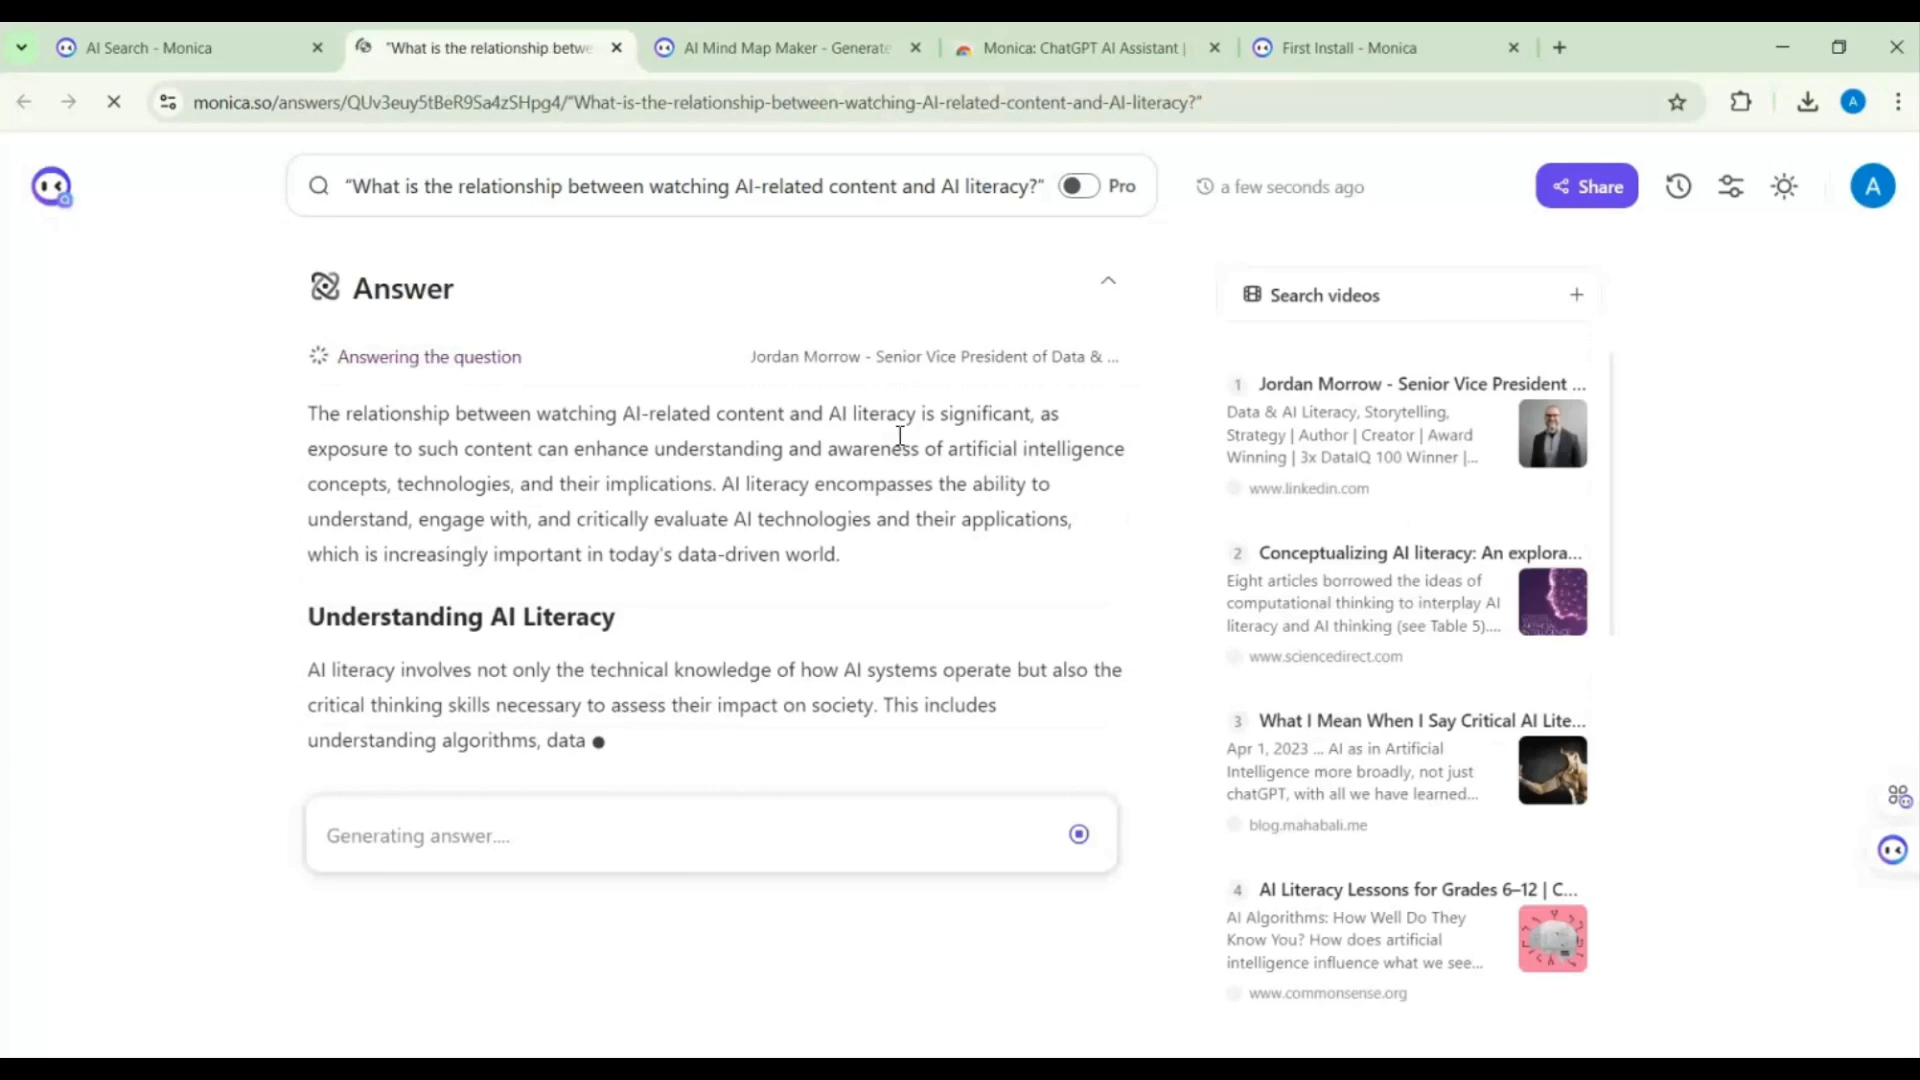 AI Search - Monica
"What is the relationship betwe
AI Mind Map Maker - Generate
Monica: ChatGPT AI Assistant |
First Install - Monica
monica.so/answers/QUv3euy5tBeR9Sa4zSHpg4/"What-is-the-relationship-between-watching-AI-related-content-and-AI-literacy?"
A
"What is the relationship between watching AI-related content and AI literacy?"
Pro
a few seconds ago
Share
A
Answer
Answering the question
Jordan Morrow - Senior Vice President of Data & ...
The relationship between watching AI-related content and AI literacy is significant, as
exposure to such content can enhance understanding and awareness of artificial intelligence
concepts, technologies, and their implications. AI literacy encompasses the ability to
understand, engage with, and critically evaluate AI technologies and their applications,
which is increasingly important in today's data-driven world.
Understanding AI Literacy
AI literacy involves not only the technical knowledge of how AI systems operate but also the
critical thinking skills necessary to assess their impact on society. This includes
understanding algorithms, data
Generating answer....
Search videos
1 Jordan Morrow - Senior Vice President ...
Data & AI Literacy, Storytelling,
Strategy | Author | Creator | Award
Winning | 3x DataIQ 100 Winner |...
www.linkedin.com
2 Conceptualizing AI literacy: An explora...
Eight articles borrowed the ideas of
computational thinking to interplay AI
literacy and AI thinking (see Table 5)....
www.sciencedirect.com
3 What I Mean When I Say Critical AI Lite...
Apr 1, 2023 ... AI as in Artificial
Intelligence more broadly, not just
chatGPT, with all we have learned...
blog.mahabali.me
4 AI Literacy Lessons for Grades 6–12 | C...
AI Algorithms: How Well Do They
Know You? How does artificial
intelligence influence what we see...
www.commonsense.org